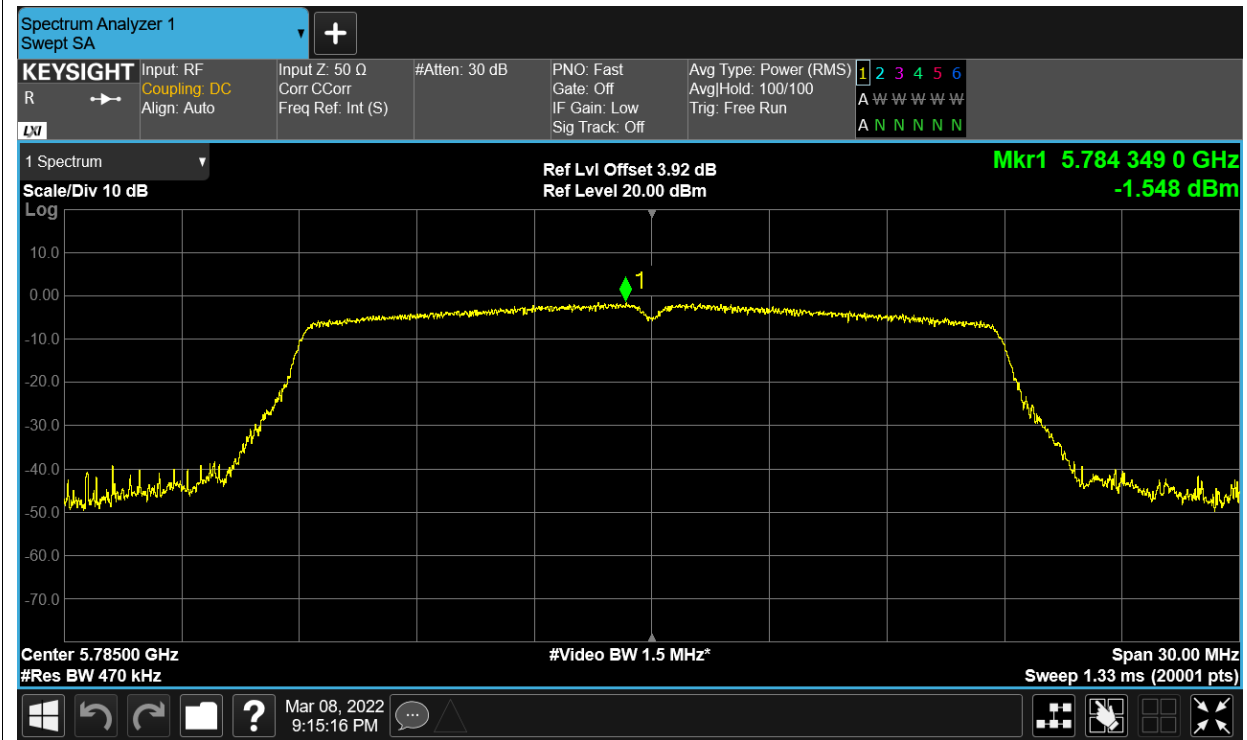 Spectrum Analyzer 1
Swept SA
KEYSIGHT
R
LXI
Input: RF
Coupling: DC
Align: Auto
Input Z: 50 Ω
Corr CCorr
Freq Ref: Int (S)
#Atten: 30 dB
PNO: Fast
Gate: Off
IF Gain: Low
Sig Track: Off
Avg Type: Power (RMS)
Avg|Hold: 100/100
Trig: Free Run
1 2 3 4 5 6
A W W W W W
A N N N N N
1 Spectrum
Scale/Div 10 dB
Ref Lvl Offset 3.92 dB
Ref Level 20.00 dBm
Mkr1 5.784 349 0 GHz
-1.548 dBm
Log
10.0
0.00
-10.0
-20.0
-30.0
-40.0
-50.0
-60.0
-70.0
1
Center 5.78500 GHz
#Video BW 1.5 MHz*
Span 30.00 MHz
#Res BW 470 kHz
Sweep 1.33 ms (20001 pts)
?
Mar 08, 2022
9:15:16 PM